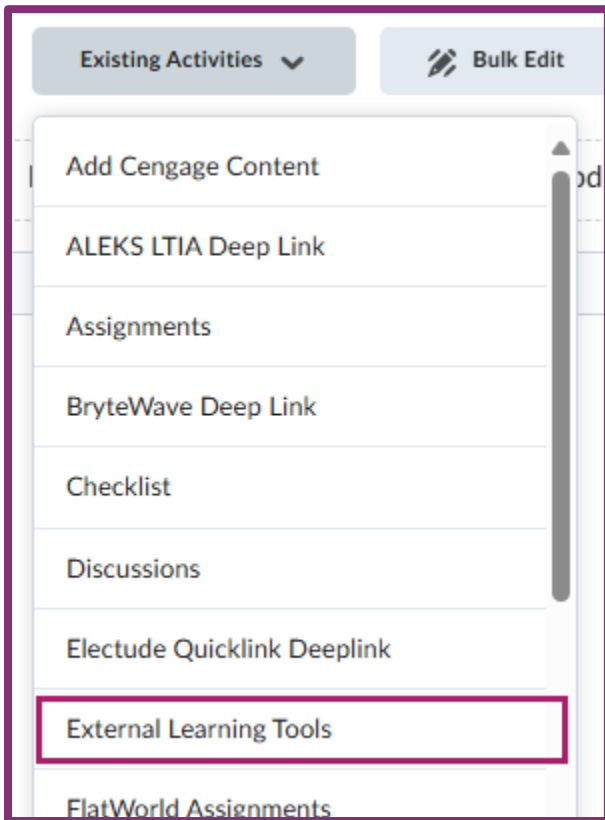 Existing Activities
Bulk Edit
Add Cengage Content
ALEKS LTIA Deep Link
Assignments
BryteWave Deep Link
Checklist
Discussions
Electude Quicklink Deeplink
External Learning Tools
FlatWorld Assignments